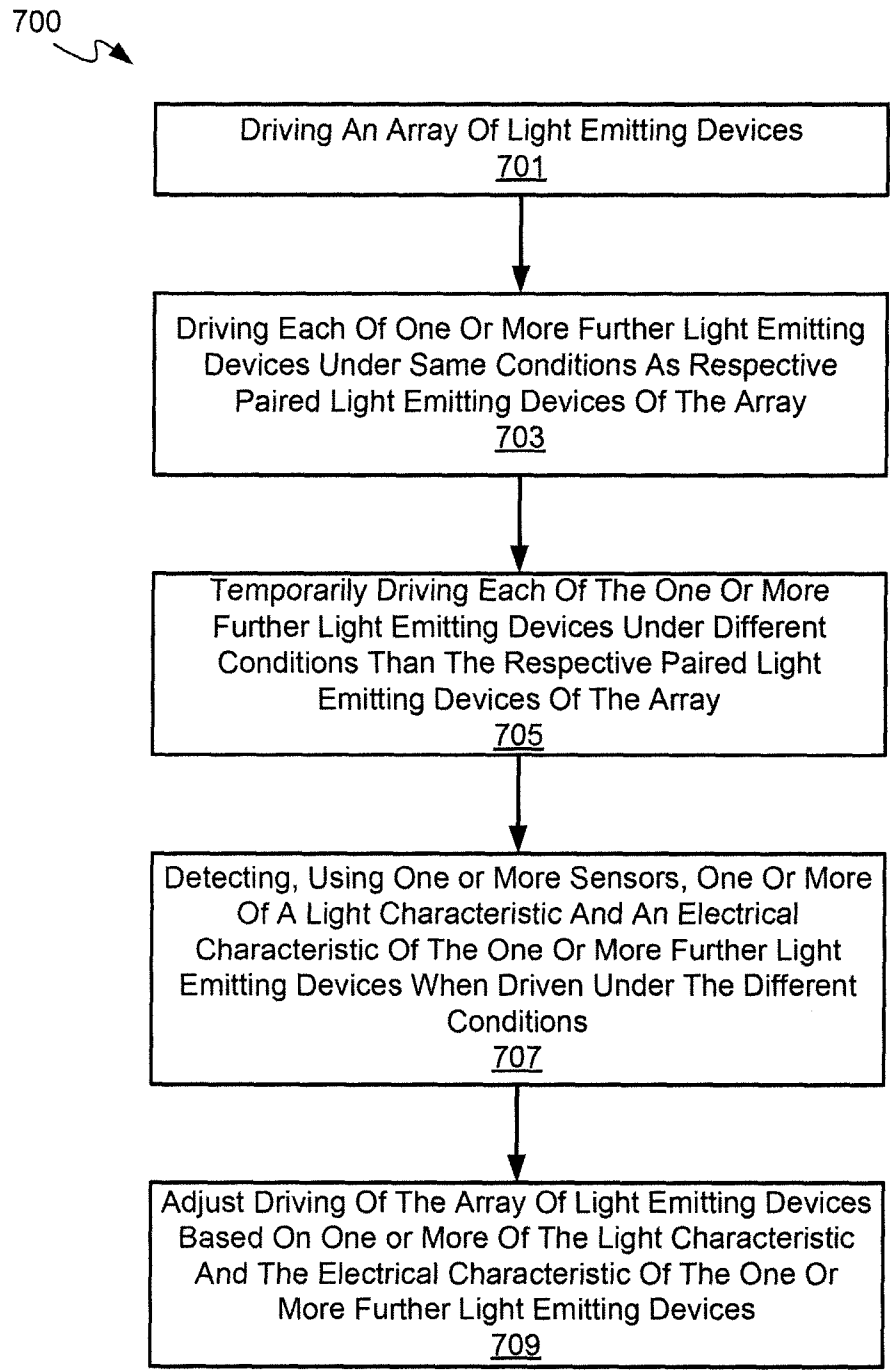 700
Driving An Array Of Light Emitting Devices
701
Driving Each Of One Or More Further Light Emitting
Devices Under Same Conditions As Respective
Paired Light Emitting Devices Of The Array
703
Temporarily Driving Each Of The One Or More
Further Light Emitting Devices Under Different
Conditions Than The Respective Paired Light
Emitting Devices Of The Array
705
Detecting, Using One or More Sensors, One Or More
Of A Light Characteristic And An Electrical
Characteristic Of The One Or More Further Light
Emitting Devices When Driven Under The Different
Conditions
707
Adjust Driving Of The Array Of Light Emitting Devices
Based On One or More Of The Light Characteristic
And The Electrical Characteristic Of The One Or
More Further Light Emitting Devices
709